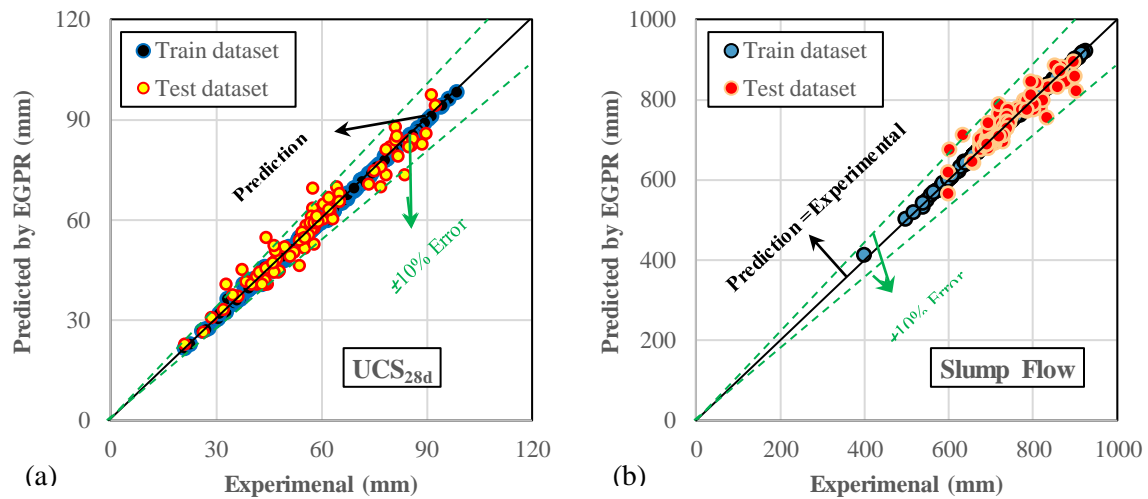 120
90
60
30
0
0 30 60 90 120
Predicted by EGPR (mm)
Experimenal (mm)
Train dataset
Test dataset
Prediction
±10% Error
UCS28d
(a)
1000
800
600
400
200
0
0 200 400 600 800 1000
Predicted by EGPR (mm)
Experimenal (mm)
Train dataset
Test dataset
Prediction =Experimental
±10% Error
Slump Flow
(b)